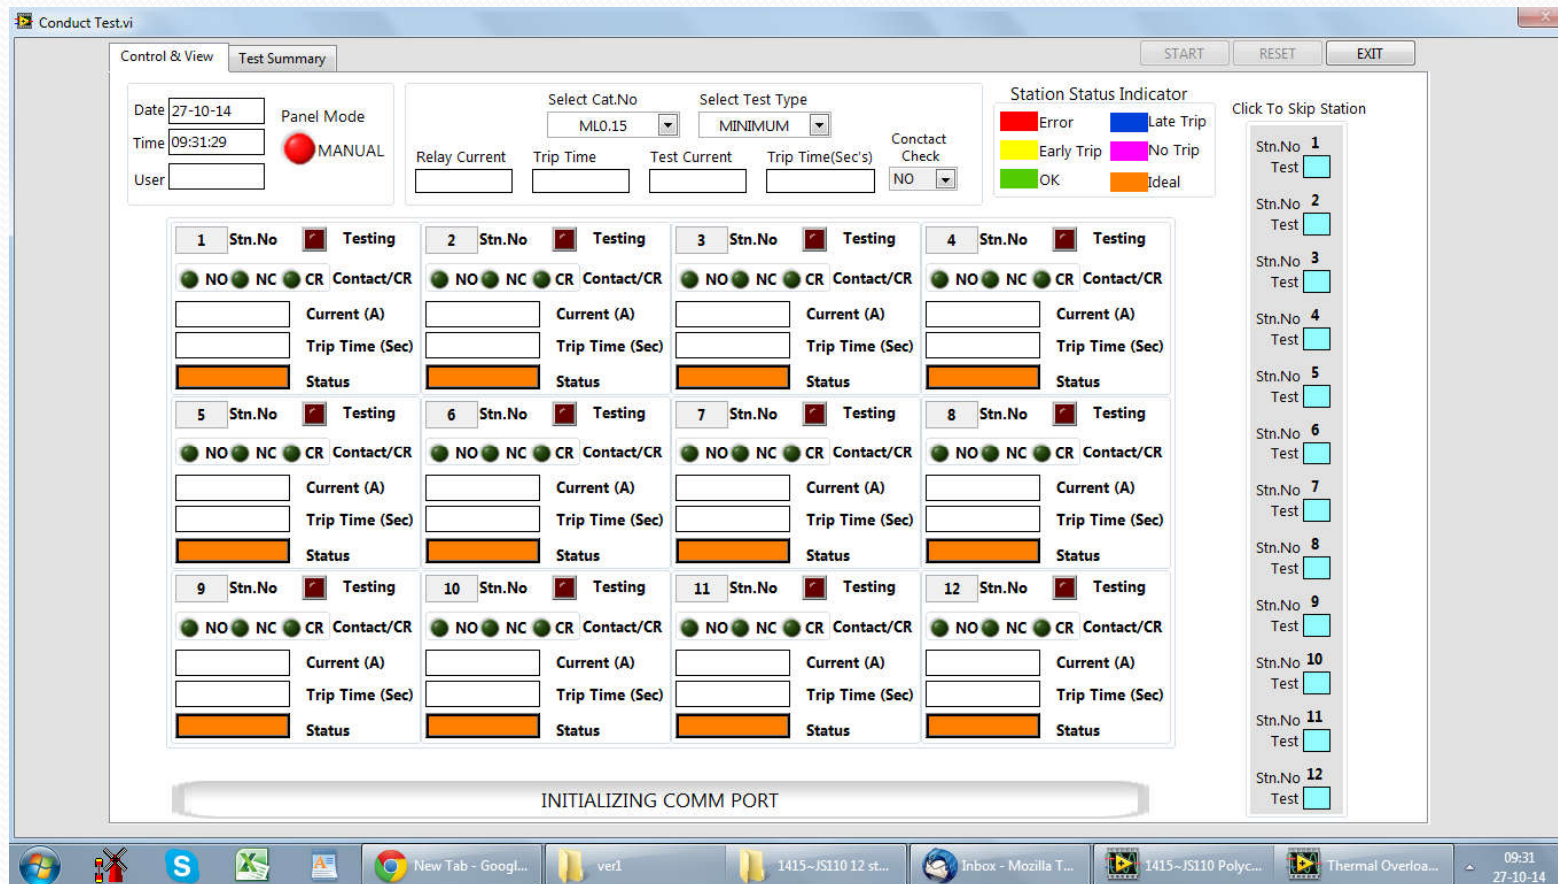 Conduct Test.vi
Control & View Test Summary START RESET EXIT
Date 27-10-14
Time 09:31:29
User
Panel Mode
MANUAL
Select Cat.No Select Test Type
ML0.15 MINIMUM
Conctact
Check
Relay Current Trip Time Test Current Trip Time(Sec's)
NO
Station Status Indicator
Error Late Trip
Early Trip No Trip
OK Ideal
Click To Skip Station
1 Stn.No Testing 2 Stn.No Testing 3 Stn.No Testing 4 Stn.No Testing
NO NC CR Contact/CR NO NC CR Contact/CR NO NC CR Contact/CR NO NC CR Contact/CR
Current (A) Current (A) Current (A) Current (A)
Trip Time (Sec) Trip Time (Sec) Trip Time (Sec) Trip Time (Sec)
Status Status Status Status
5 Stn.No Testing 6 Stn.No Testing 7 Stn.No Testing 8 Stn.No Testing
NO NC CR Contact/CR NO NC CR Contact/CR NO NC CR Contact/CR NO NC CR Contact/CR
Current (A) Current (A) Current (A) Current (A)
Trip Time (Sec) Trip Time (Sec) Trip Time (Sec) Trip Time (Sec)
Status Status Status Status
9 Stn.No Testing 10 Stn.No Testing 11 Stn.No Testing 12 Stn.No Testing
NO NC CR Contact/CR NO NC CR Contact/CR NO NC CR Contact/CR NO NC CR Contact/CR
Current (A) Current (A) Current (A) Current (A)
Trip Time (Sec) Trip Time (Sec) Trip Time (Sec) Trip Time (Sec)
Status Status Status Status
Stn.No 1
Test
Stn.No 2
Test
Stn.No 3
Test
Stn.No 4
Test
Stn.No 5
Test
Stn.No 6
Test
Stn.No 7
Test
Stn.No 8
Test
Stn.No 9
Test
Stn.No 10
Test
Stn.No 11
Test
Stn.No 12
Test
INITIALIZING COMM PORT
New Tab - Googl... ver1 1415~JS110 12 st... Inbox - Mozilla T... 1415~JS110 Polyc... Thermal Overloa... 09:31
27-10-14